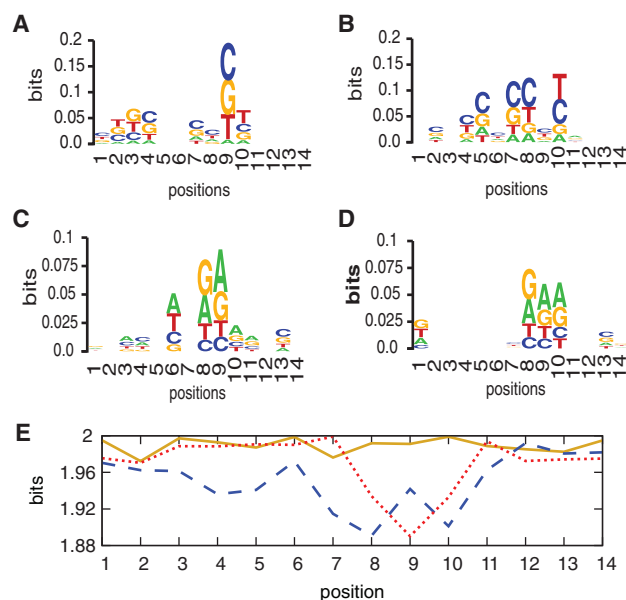 A B
0.2 0.2
0.15 0.15
0.1 0.1
0.05 0.05
0.0 0.0
bits bits
1 2 3 4 5 6 7 8 9 10 11 12 13 14
1 2 3 4 5 6 7 8 9 10 11 12 13 14
positions positions
C D
0.1 0.1
0.075 0.075
0.05 0.05
0.025 0.025
0.0 0.0
bits bits
1 2 3 4 5 6 7 8 9 10 11 12 13 14
1 2 3 4 5 6 7 8 9 10 11 12 13 14
positions positions
E
2
1.96
1.92
1.88
bits
1 2 3 4 5 6 7 8 9 10 11 12 13 14
position